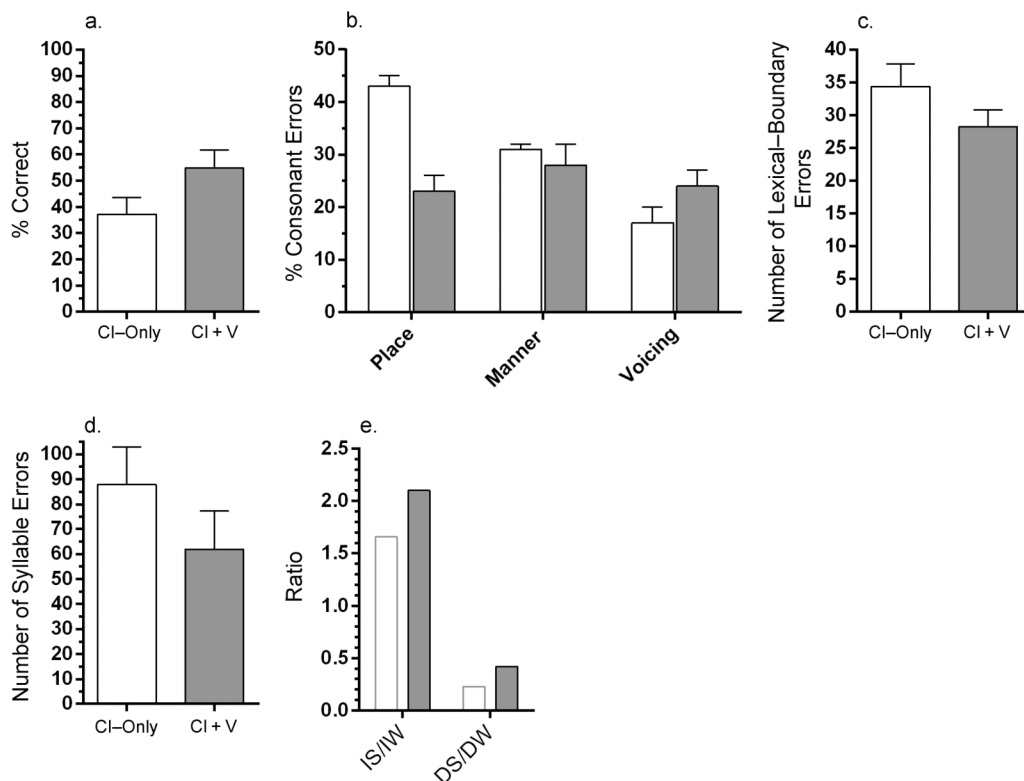 a.
% Correct
100
90
80
70
60
50
40
30
20
10
0
CI–Only
CI + V
b.
% Consonant Errors
50
40
30
20
10
0
Place
Manner
Voicing
c.
Number of Lexical–Boundary
Errors
40
35
30
25
20
15
10
5
0
CI–Only
CI + V
d.
Number of Syllable Errors
100
90
80
70
60
50
40
30
20
10
0
CI–Only
CI + V
e.
Ratio
2.5
2.0
1.5
1.0
0.5
0.0
IS/IW
DS/DW